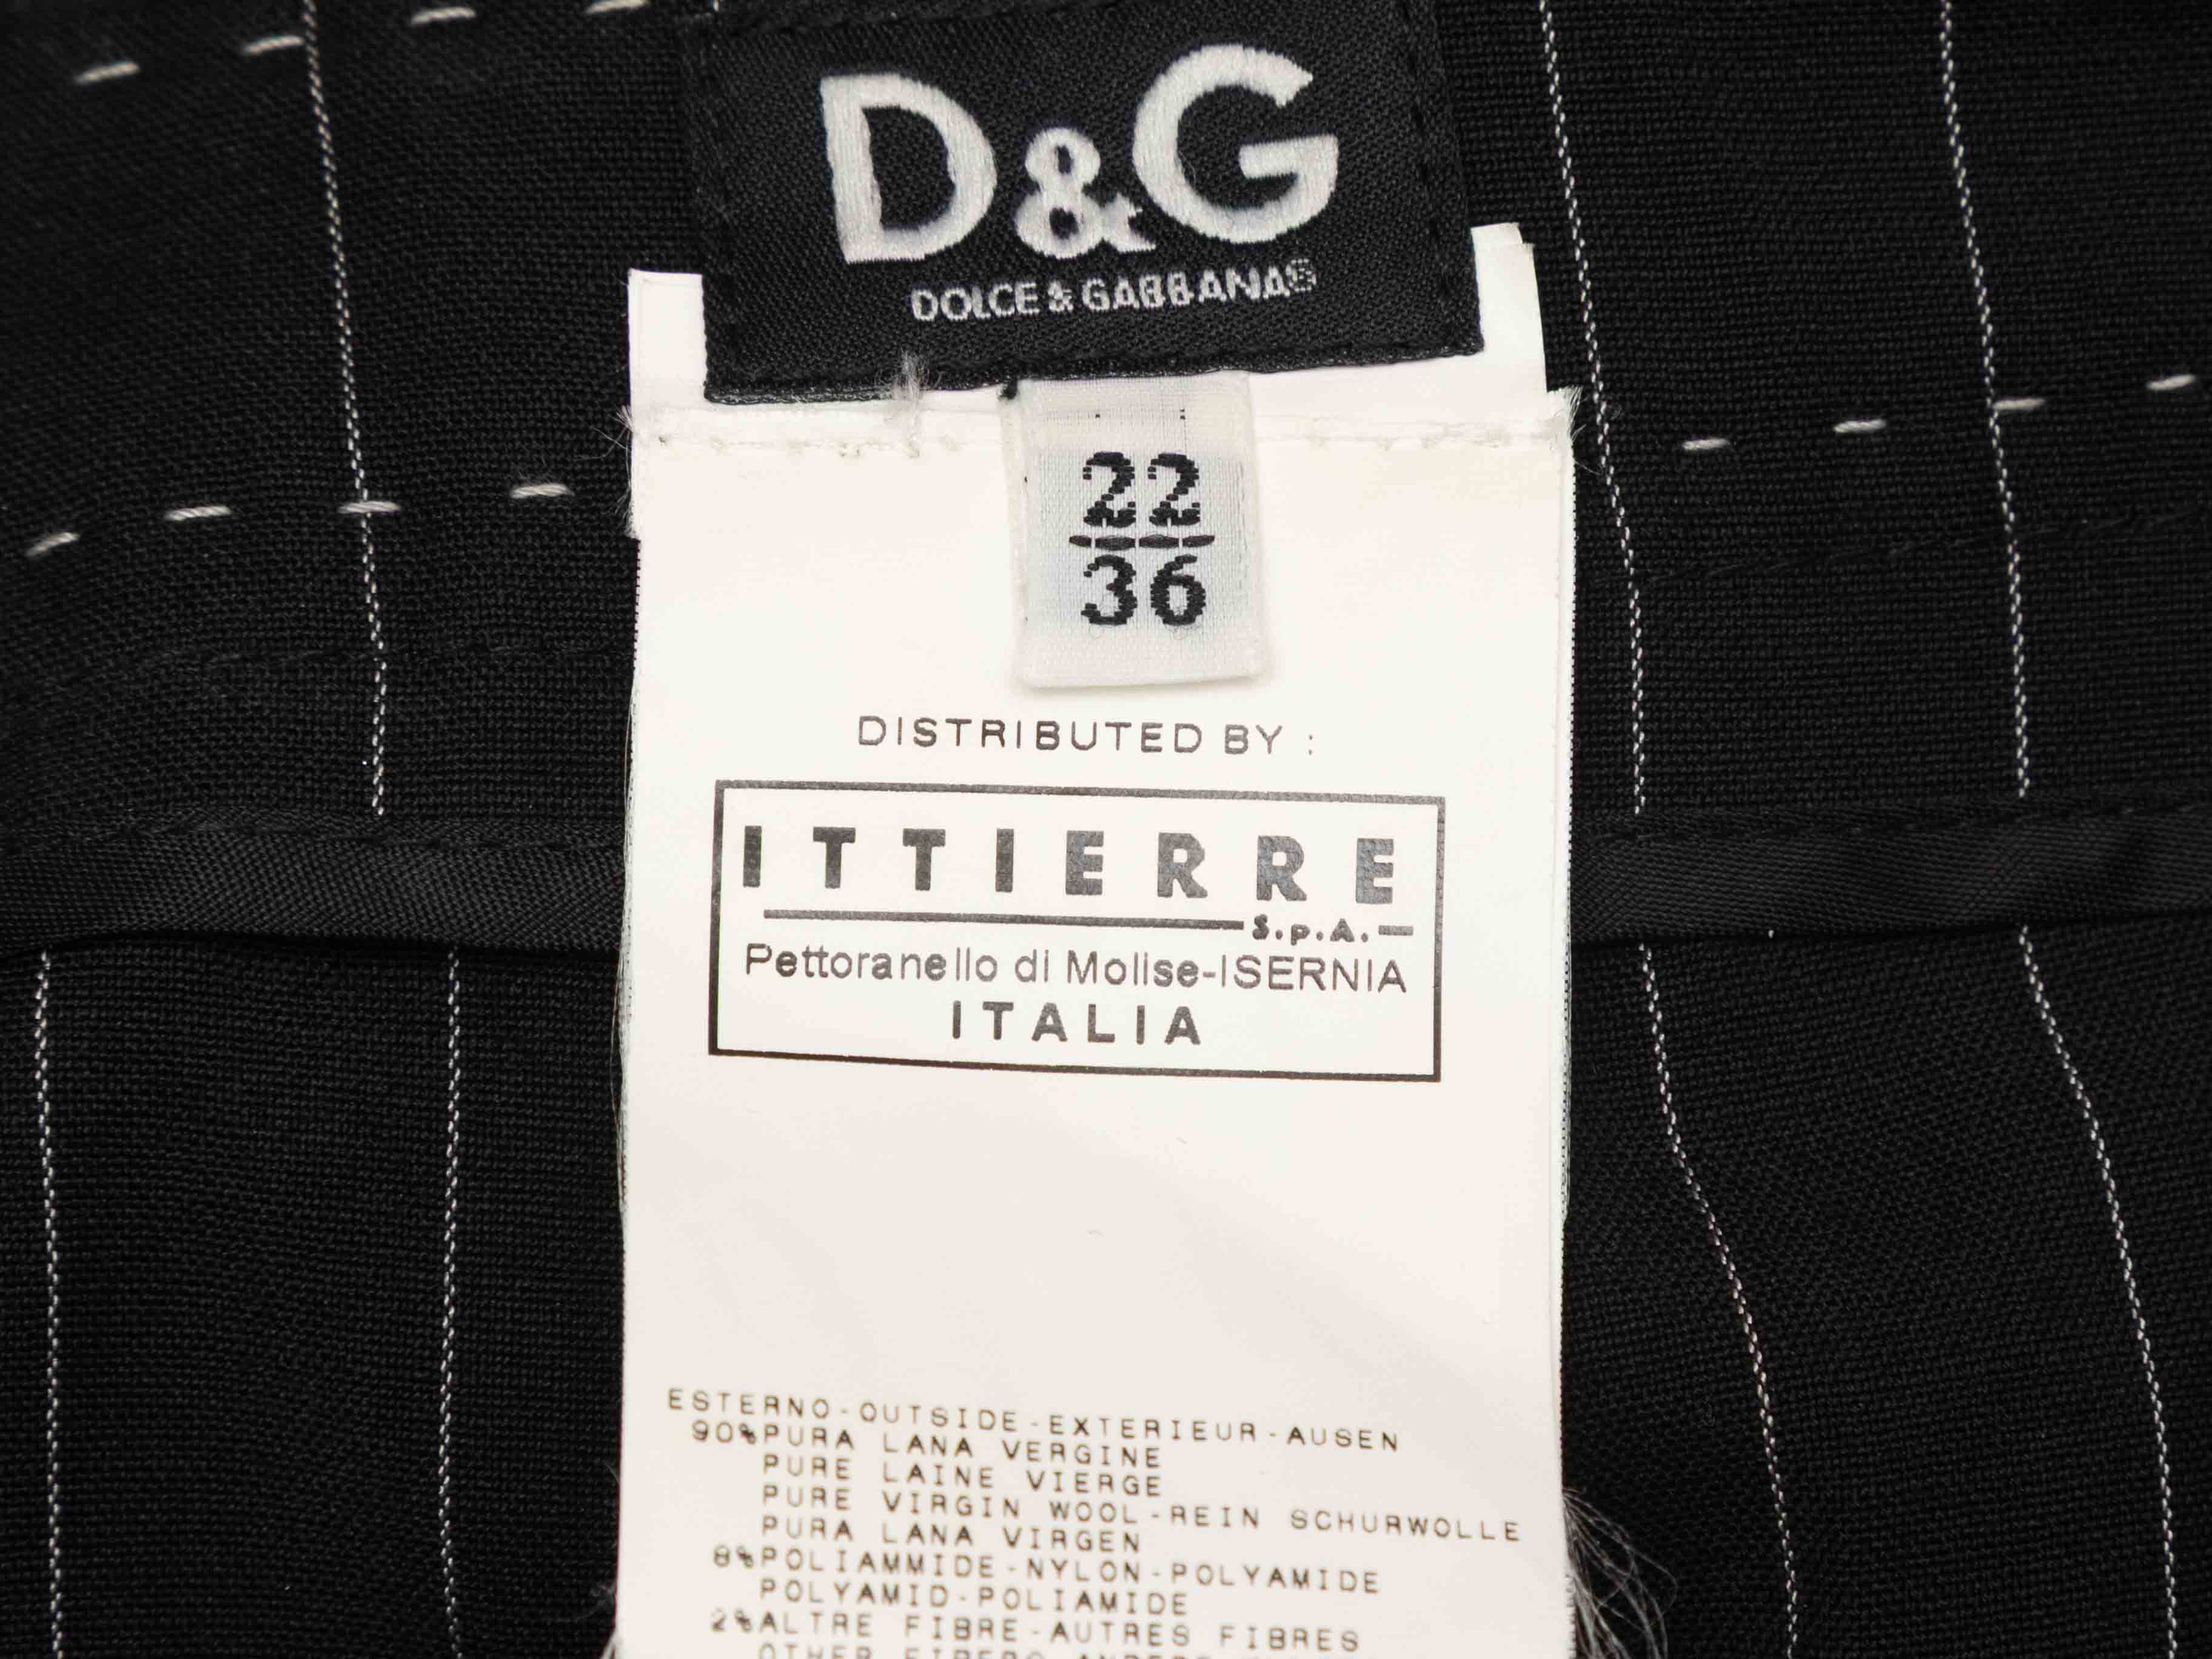 D&G
DOLCE & GABBANA
22
36
DISTRIBUTED BY :
ITTIERRE
S.p.A.
Pettoranello di Molise-ISERNIA
ITALIA
ESTERNO-OUTSIDE-EXTERIEUR-AUSEN
90%PURA LANA VERGINE
PURE LAINE VIERGE
PURE VIRGIN WOOL-REIN SCHURWOLLE
PURA LANA VIRGEN
8%POLIAMMIDE-NYLON-POLYAMIDE
POLYAMID-POLIAMIDE
2%ALTRE FIBRE-AUTRES FIBRES
OTHER